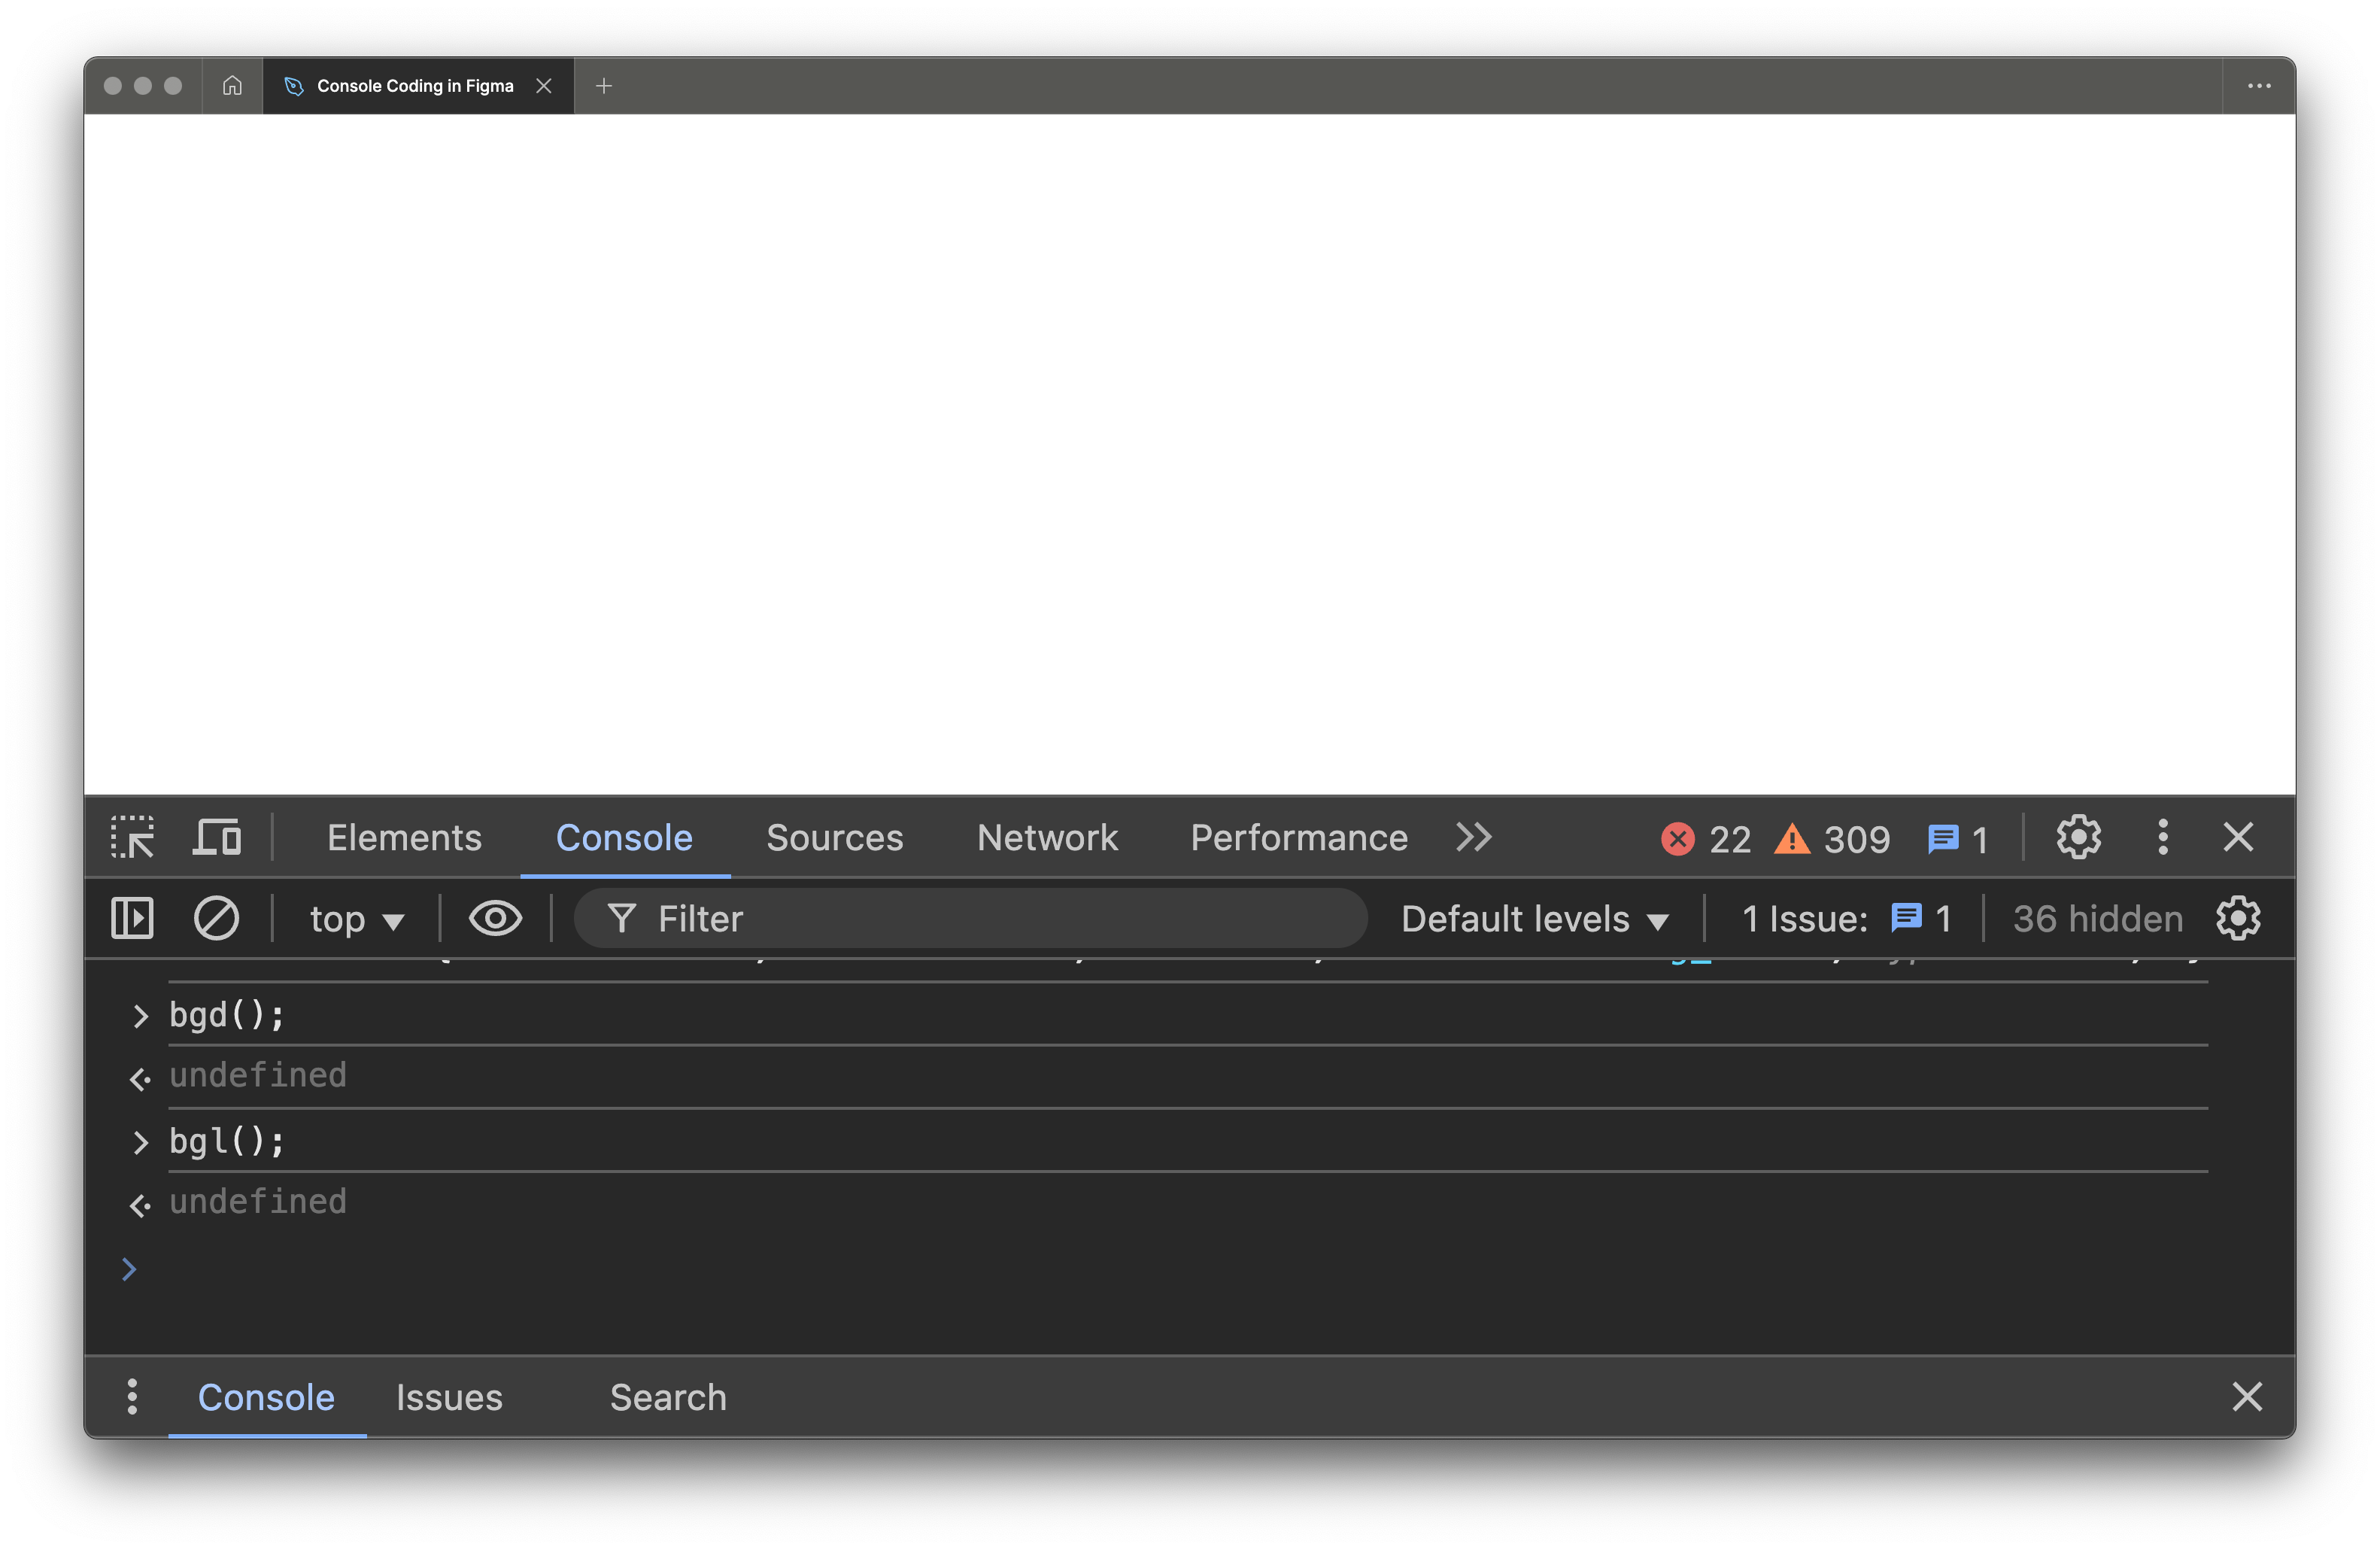 Console Coding in Figma
Elements Console Sources Network Performance 22 309 1
top Filter Default levels 1 Issue: 1 36 hidden
bgd();
undefined
bgl();
undefined
Console Issues Search